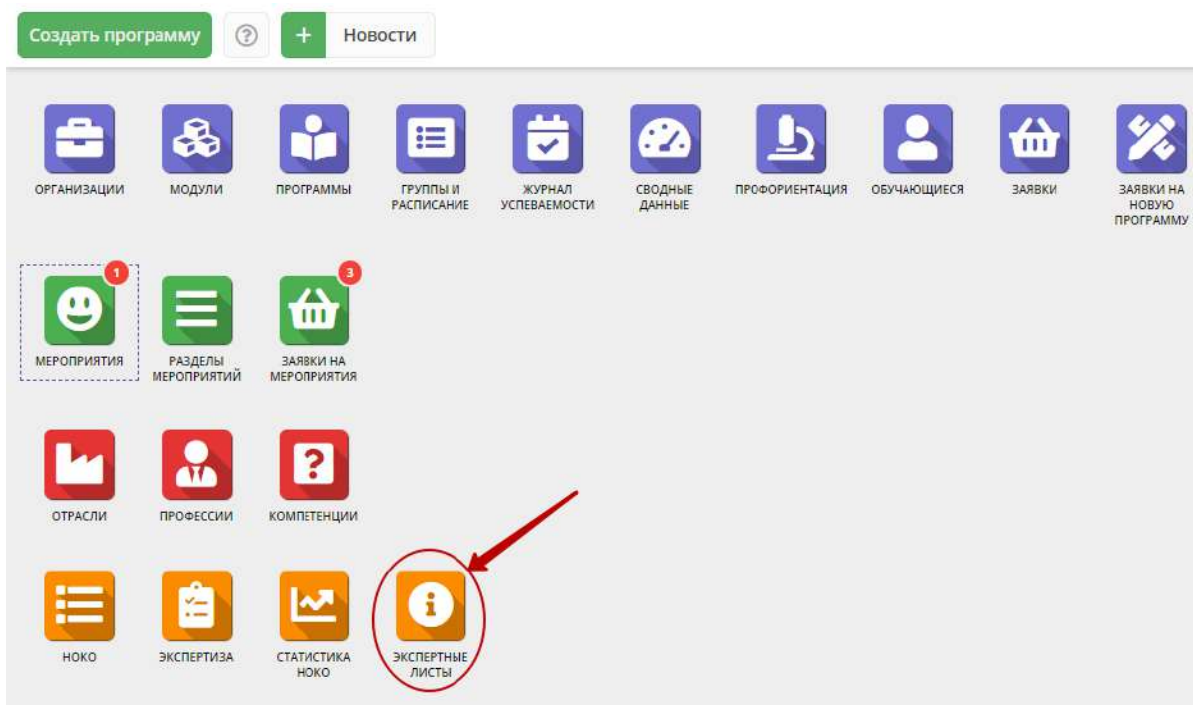 Создать программу
?
+ Новости
ОРГАНИЗАЦИИ
МОДУЛИ
ПРОГРАММЫ
ГРУППЫ И
РАСПИСАНИЕ
ЖУРНАЛ
УСПЕВАЕМОСТИ
СВОДНЫЕ
ДАННЫЕ
ПРОФОРИЕНТАЦИЯ
ОБУЧАЮЩИЕСЯ
ЗАЯВКИ
ЗАЯВКИ НА
НОВУЮ
ПРОГРАММУ
1
МЕРОПРИЯТИЯ
РАЗДЕЛЫ
МЕРОПРИЯТИЙ
3
ЗАЯВКИ НА
МЕРОПРИЯТИЯ
ОТРАСЛИ
ПРОФЕССИИ
?
КОМПЕТЕНЦИИ
НОКО
ЭКСПЕРТИЗА
СТАТИСТИКА
НОКО
i
ЭКСПЕРТНЫЕ
ЛИСТЫ